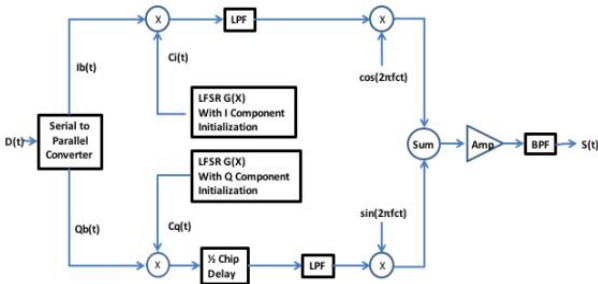 X
LPF
X
Ib(t)
Ci(t)
cos(2πfct)
LFSR G(X)
With I Component
Initialization
Serial to
Parallel
Converter
D(t)
Sum
Amp
BPF
S(t)
LFSR G(X)
With Q Component
Initialization
Qb(t)
Cq(t)
sin(2πfct)
X
½ Chip
Delay
LPF
X